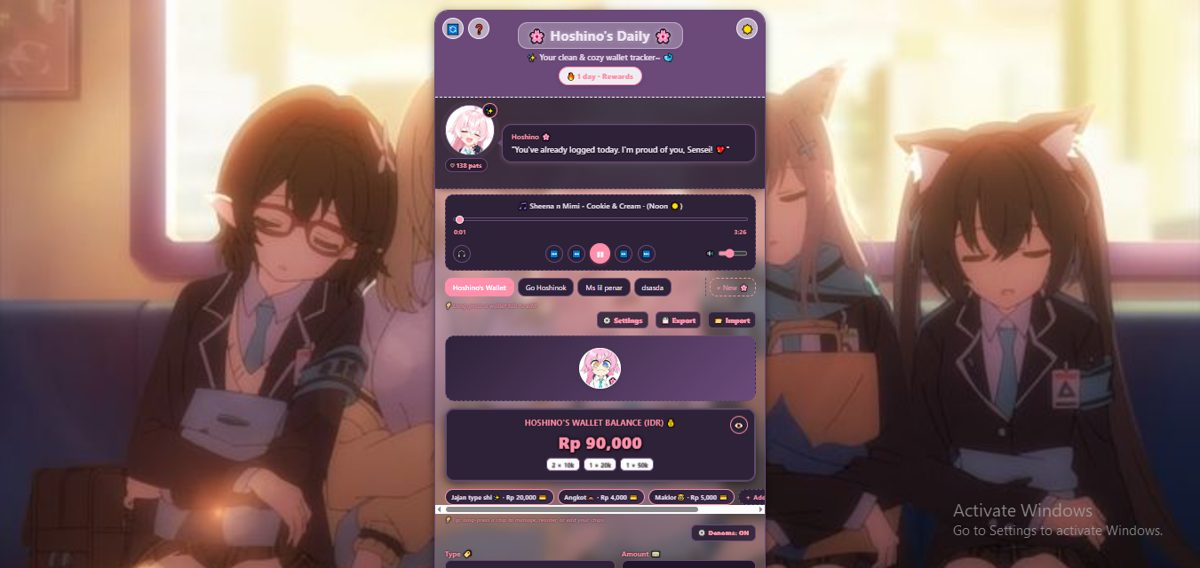 Hoshino's Daily
Your clean & cozy wallet tracker~
1 day - Rewards
Hoshino
"You've already logged today. I'm proud of you, Sensei! "
138 pats
Sheena n Mimi - Cookie & Cream - (Noon )
0:01
3:26
Hoshino's Wallet
Go Hoshinok
Ms lil penar
dsasda
+ New
Settings
Export
Import
HOSHINO'S WALLET BALANCE (IDR)
Rp 90,000
2 × 10k
1 × 20k
1 × 50k
Jajan type shi - Rp 20,000
Angkot - Rp 4,000
Maklor - Rp 5,000
+ Add
Denoms: ON
Type
Amount
Activate Windows
Go to Settings to activate Windows.